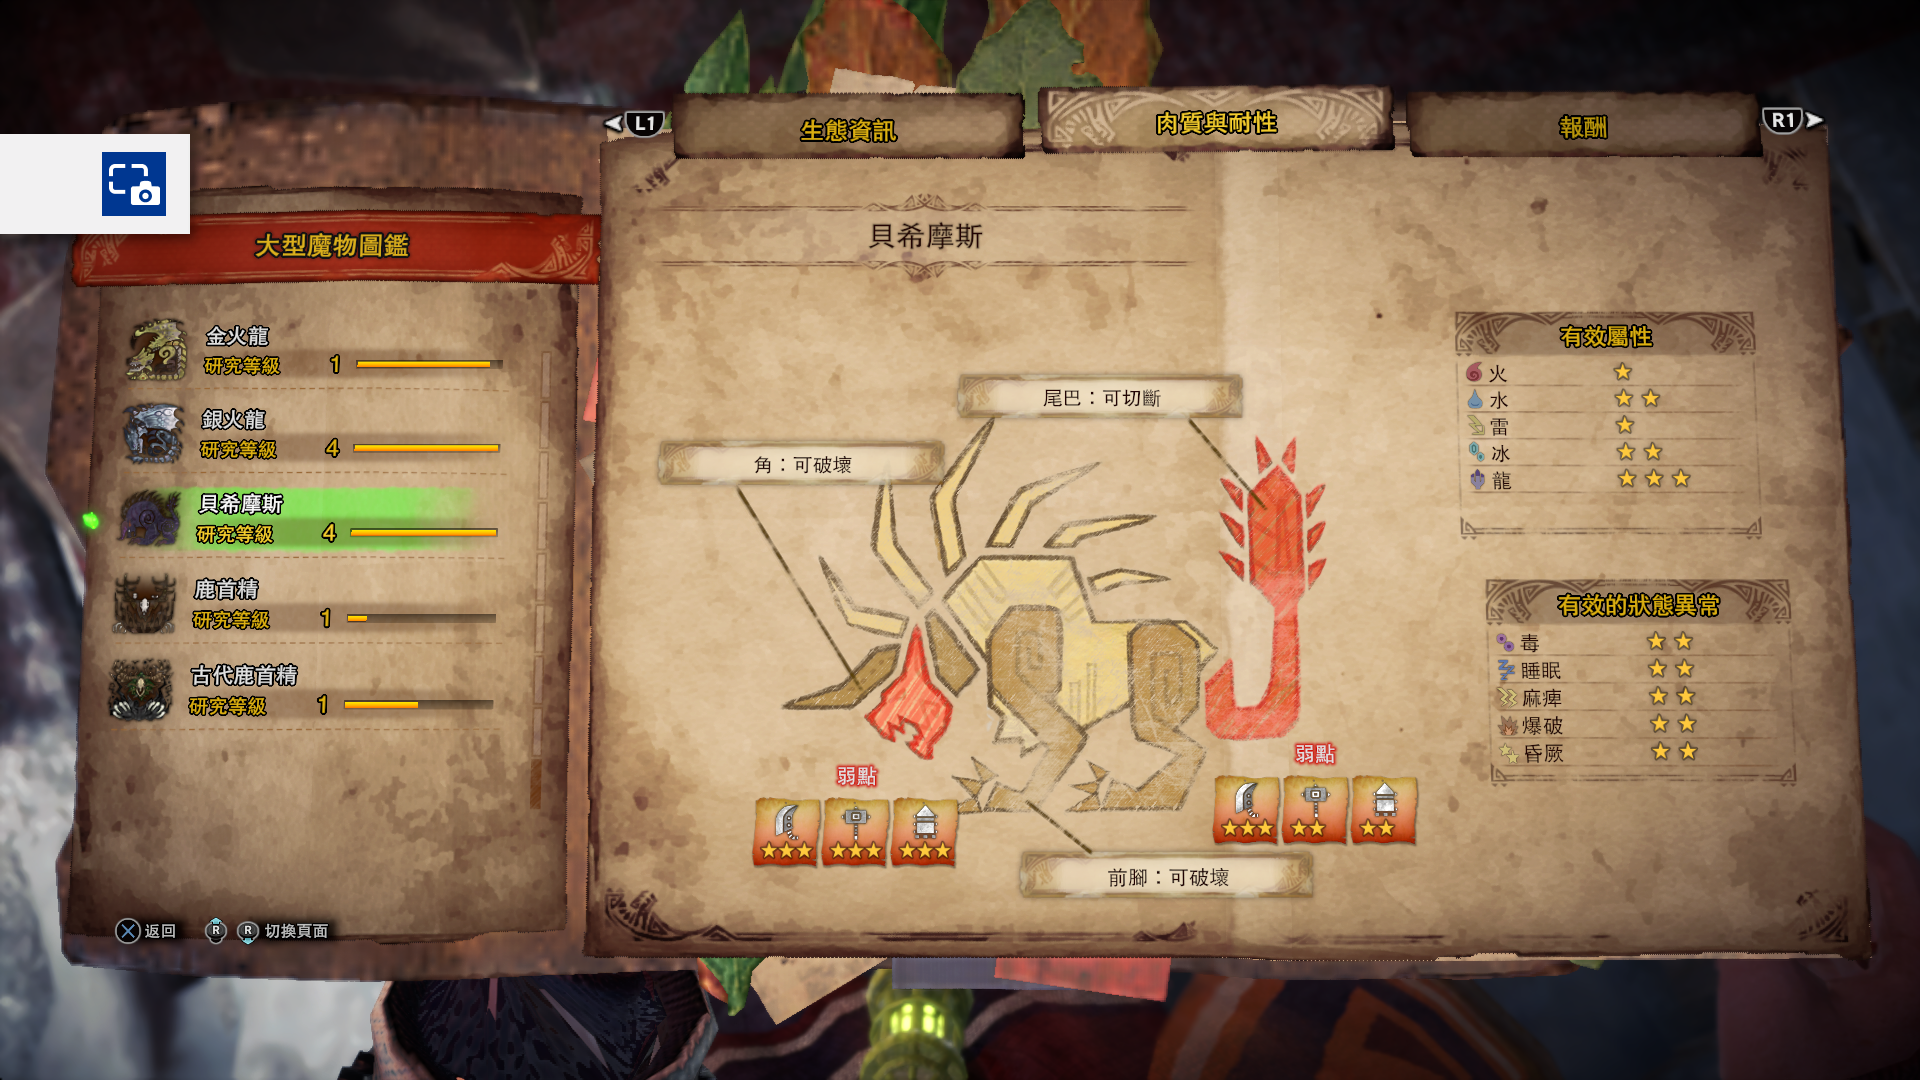 L1
生態資訊
肉質與耐性
報酬
R1
大型魔物圖鑑
金火龍
研究等級 1
銀火龍
研究等級 4
貝希摩斯
研究等級 4
鹿首精
研究等級 1
古代鹿首精
研究等級 1
返回
R
R
切換頁面
貝希摩斯
尾巴：可切斷
角：可破壞
弱點
弱點
前腳：可破壞
有效屬性
火
水
雷
冰
龍
有效的狀態異常
毒
睡眠
麻痺
爆破
昏厥